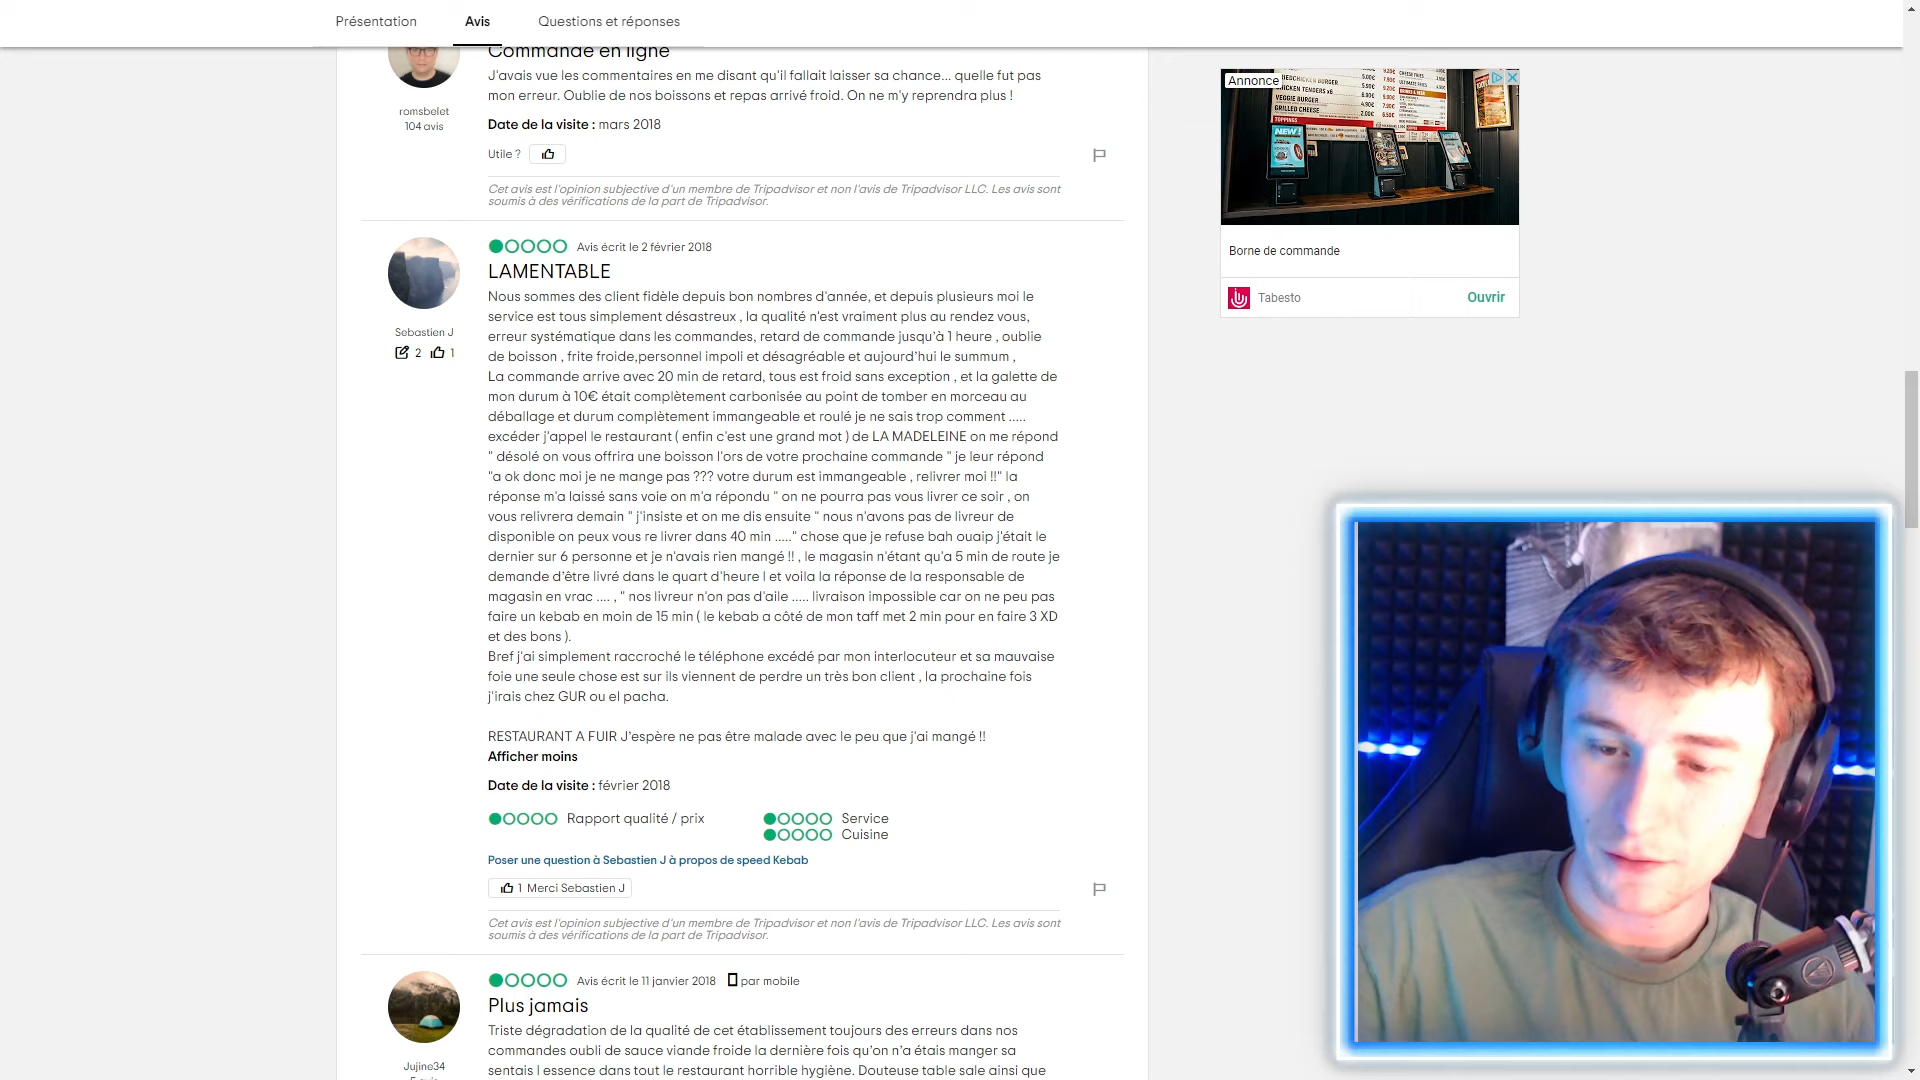 Présentation
Avis
Questions et réponses
Commande en ligne
J'avais vue les commentaires en me disant qu'il fallait laisser sa chance... quelle fut pas
mon erreur. Oublie de nos boissons et repas arrivé froid. On ne m'y reprendra plus !
romsbelet
104 avis
Date de la visite : mars 2018
Utile ?
Cet avis est l'opinion subjective d'un membre de Tripadvisor et non l'avis de Tripadvisor LLC. Les avis sont
soumis à des vérifications de la part de Tripadvisor.
Avis écrit le 2 février 2018
LAMENTABLE
Sebastien J
2 1
Nous sommes des client fidèle depuis bon nombres d'année, et depuis plusieurs moi le
service est tous simplement désastreux , la qualité n'est vraiment plus au rendez vous,
erreur systématique dans les commandes, retard de commande jusqu'à 1 heure , oublie
de boisson , frite froide,personnel impoli et désagréable et aujourd'hui le summum ,
La commande arrive avec 20 min de retard, tous est froid sans exception , et la galette de
mon durum à 10€ était complètement carbonisée au point de tomber en morceau au
déballage et durum complètement immangeable et roulé je ne sais trop comment .....
excéder j'appel le restaurant ( enfin c'est une grand mot ) de LA MADELEINE on me répond
" désolé on vous offrira une boisson l'ors de votre prochaine commande " je leur répond
"a ok donc moi je ne mange pas ??? votre durum est immangeable , relivrer moi !!" la
réponse m'a laissé sans voie on m'a répondu " on ne pourra pas vous livrer ce soir , on
vous relivrera demain " j'insiste et on me dis ensuite " nous n'avons pas de livreur de
disponible on peux vous re livrer dans 40 min ....." chose que je refuse bah ouaip j'était le
dernier sur 6 personne et je n'avais rien mangé !! , le magasin n'étant qu'a 5 min de route je
demande d'être livré dans le quart d'heure l et voila la réponse de la responsable de
magasin en vrac .... , " nos livreur n'on pas d'aile ..... livraison impossible car on ne peu pas
faire un kebab en moin de 15 min ( le kebab a côté de mon taff met 2 min pour en faire 3 XD
et des bons ).
Bref j'ai simplement raccroché le téléphone excédé par mon interlocuteur et sa mauvaise
foie une seule chose est sur ils viennent de perdre un très bon client , la prochaine fois
j'irais chez GUR ou el pacha.
RESTAURANT A FUIR J'espère ne pas être malade avec le peu que j'ai mangé !!
Afficher moins
Date de la visite : février 2018
Rapport qualité / prix
Service
Cuisine
Poser une question à Sebastien J à propos de speed Kebab
1 Merci Sebastien J
Cet avis est l'opinion subjective d'un membre de Tripadvisor et non l'avis de Tripadvisor LLC. Les avis sont
soumis à des vérifications de la part de Tripadvisor.
Avis écrit le 11 janvier 2018 par mobile
Plus jamais
Jujine34
Triste dégradation de la qualité de cet établissement toujours des erreurs dans nos
commandes oubli de sauce viande froide la dernière fois qu'on n'a étais manger sa
sentais l essence dans tout le restaurant horrible hygiène. Douteuse table sale ainsi que
Annonce
CHICKEN TENDERS x6
VEGGIE BURGER
GRILLED CHEESE
TOPPINGS
NEW !
Borne de commande
Tabesto
Ouvrir